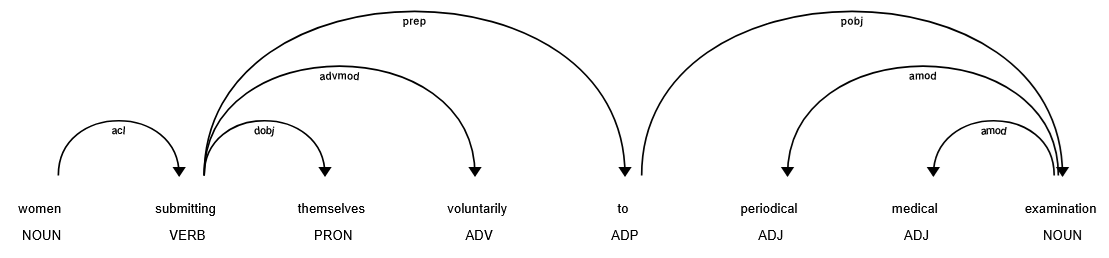 prep pobj
advmod amod
acl dobj amod
women submitting themselves voluntarily to periodical medical examination
NOUN VERB PRON ADV ADP ADJ ADJ NOUN